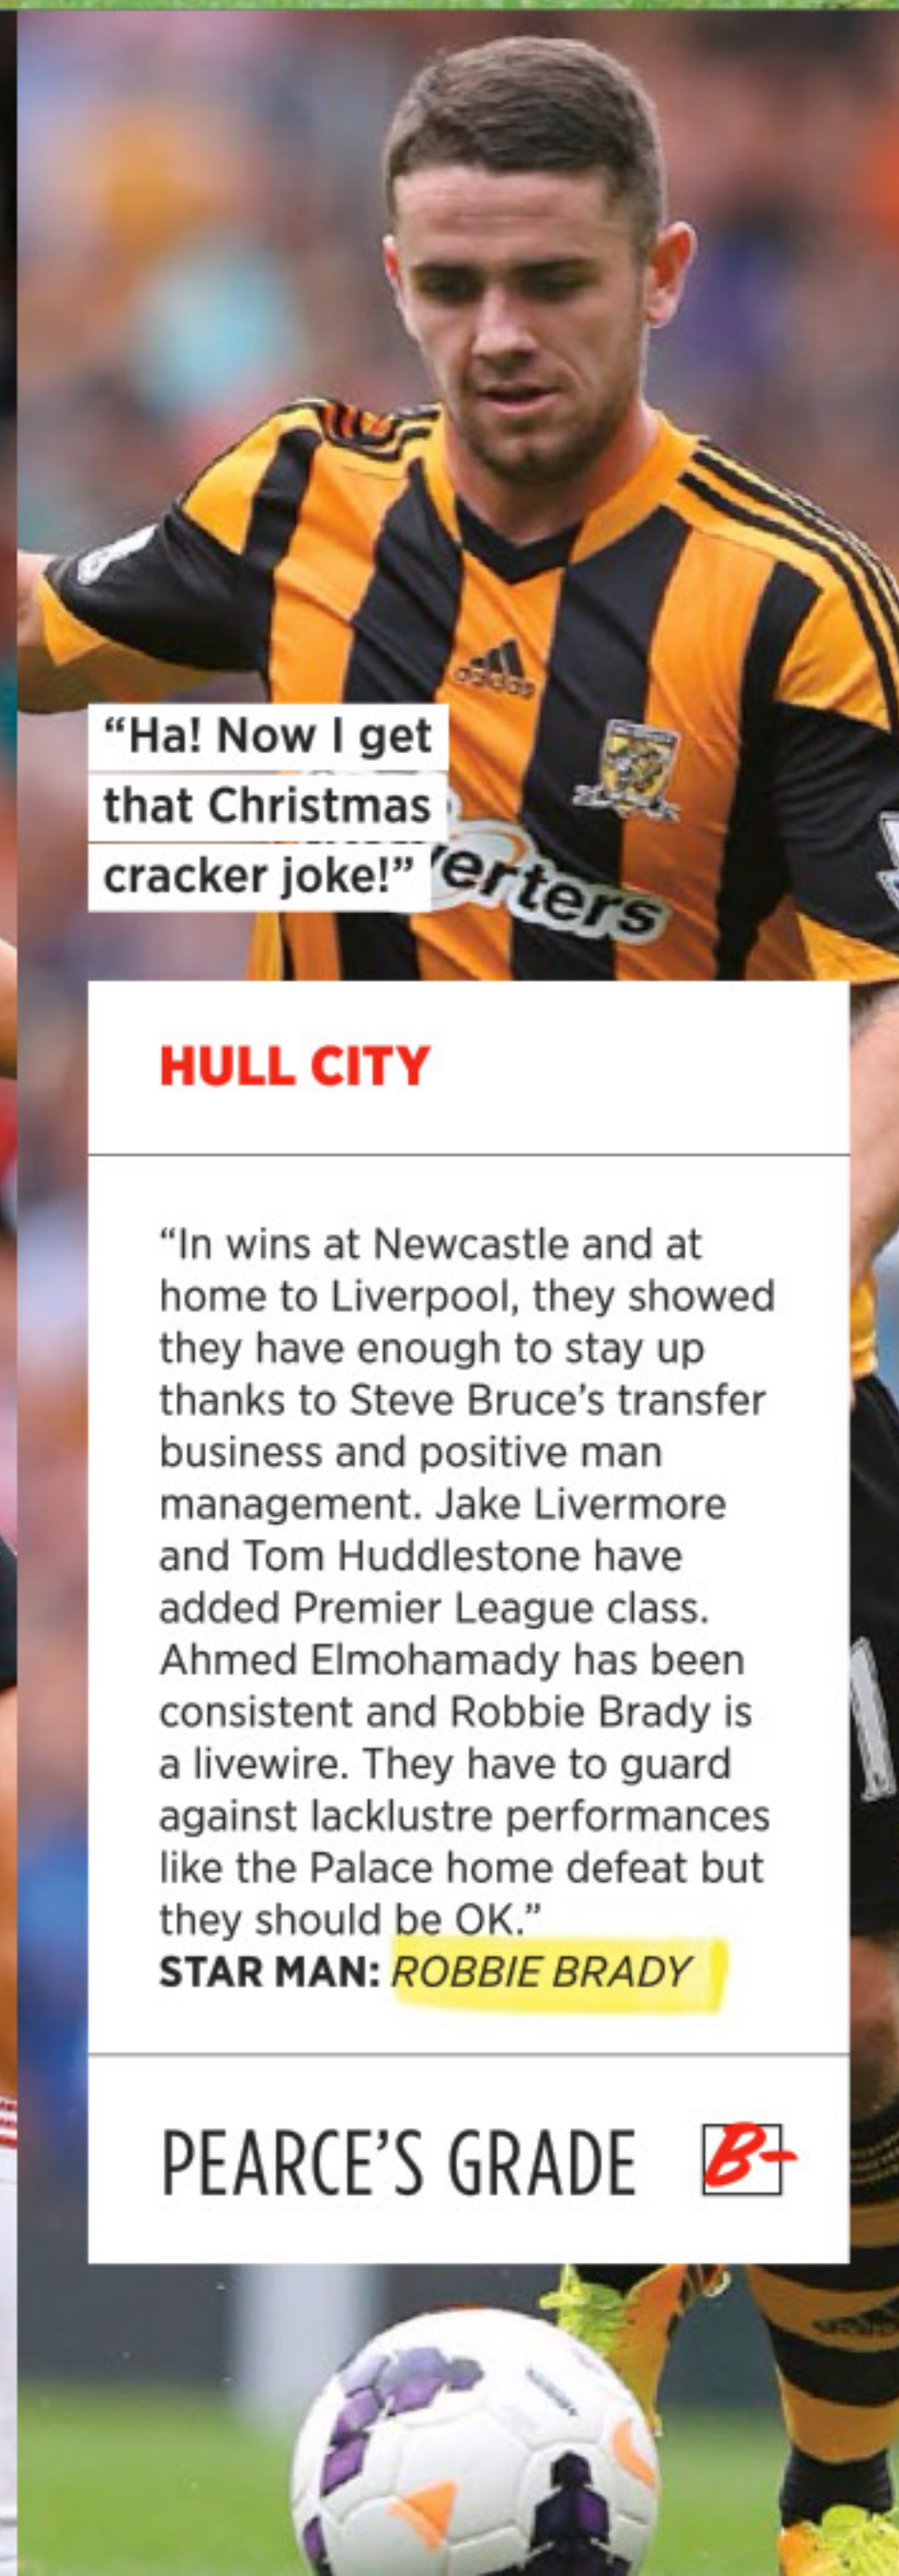 adidas
“Ha! Now I get
that Christmas
cracker joke!”
erters
HULL CITY
“In wins at Newcastle and at
home to Liverpool, they showed
they have enough to stay up
thanks to Steve Bruce’s transfer
business and positive man
management. Jake Livermore
and Tom Huddlestone have
added Premier League class.
Ahmed Elmohamady has been
consistent and Robbie Brady is
a livewire. They have to guard
against lacklustre performances
like the Palace home defeat but
they should be OK.”
STAR MAN: ROBBIE BRADY
PEARCE’S GRADE B-